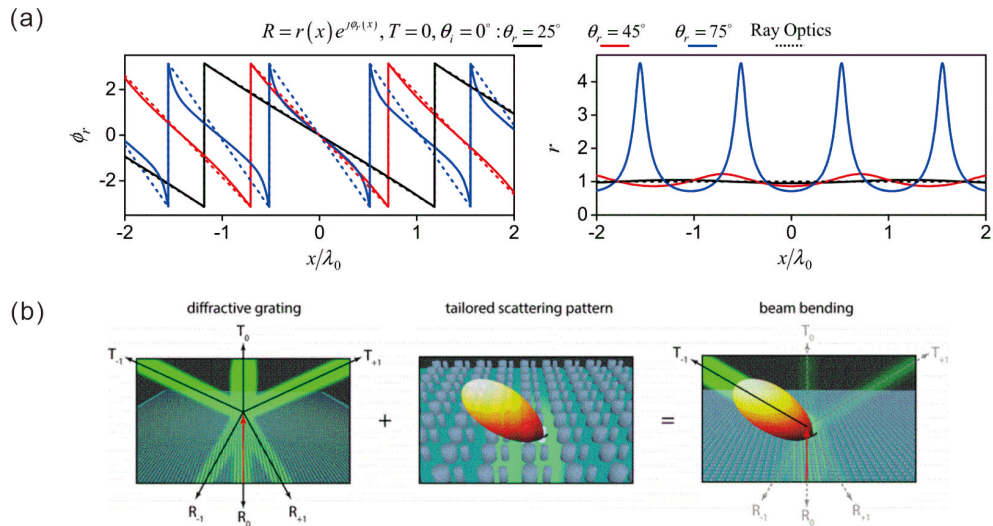 (a)
R = r(x)e^{jφ_r(x)}, T = 0, θ_i = 0° : θ_r = 25° θ_r = 45° θ_r = 75° Ray Optics
φ_r
2
0
-2
-2 -1 0 1 2
x/λ_0
r
4
3
2
1
0
-2 -1 0 1 2
x/λ_0
(b)
diffractive grating
T_-1 T_0 T_+1
R_-1 R_0 R_+1
+
tailored scattering pattern
=
beam bending
T_-1 T_0 T_+1
R_-1 R_0 R_+1